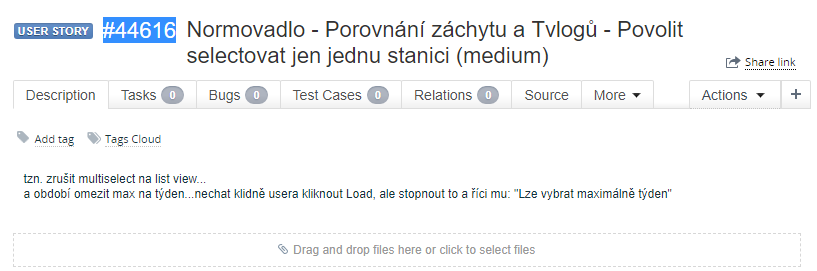 USER STORY #44616 Normovadlo - Porovnání záchytu a Tvlogů - Povolit
selectovat jen jednu stanici (medium)
Share link
Description Tasks 0 Bugs 0 Test Cases 0 Relations 0 Source More Actions +
Add tag Tags Cloud
tzn. zrušit multiselect na list view...
a období omezit max na týden...nechat klidně usera kliknout Load, ale stopnout to a říci mu: "Lze vybrat maximálně týden"
Drag and drop files here or click to select files